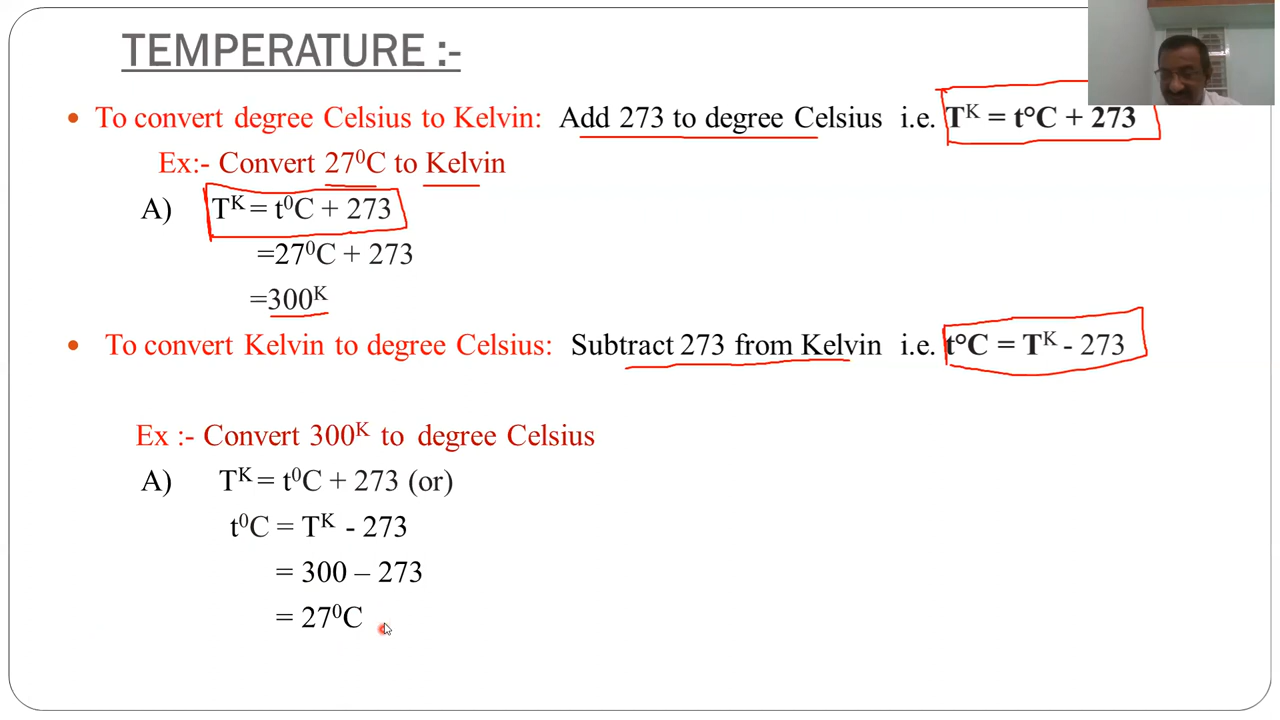 TEMPERATURE :-
• To convert degree Celsius to Kelvin: Add 273 to degree Celsius i.e. Tᴷ = t°C + 273
Ex:- Convert 27⁰C to Kelvin
A) Tᴷ = t⁰C + 273
=27⁰C + 273
=300ᴷ
• To convert Kelvin to degree Celsius: Subtract 273 from Kelvin i.e. t°C = Tᴷ - 273
Ex :- Convert 300ᴷ to degree Celsius
A) Tᴷ = t⁰C + 273 (or)
t⁰C = Tᴷ - 273
= 300 – 273
= 27⁰C